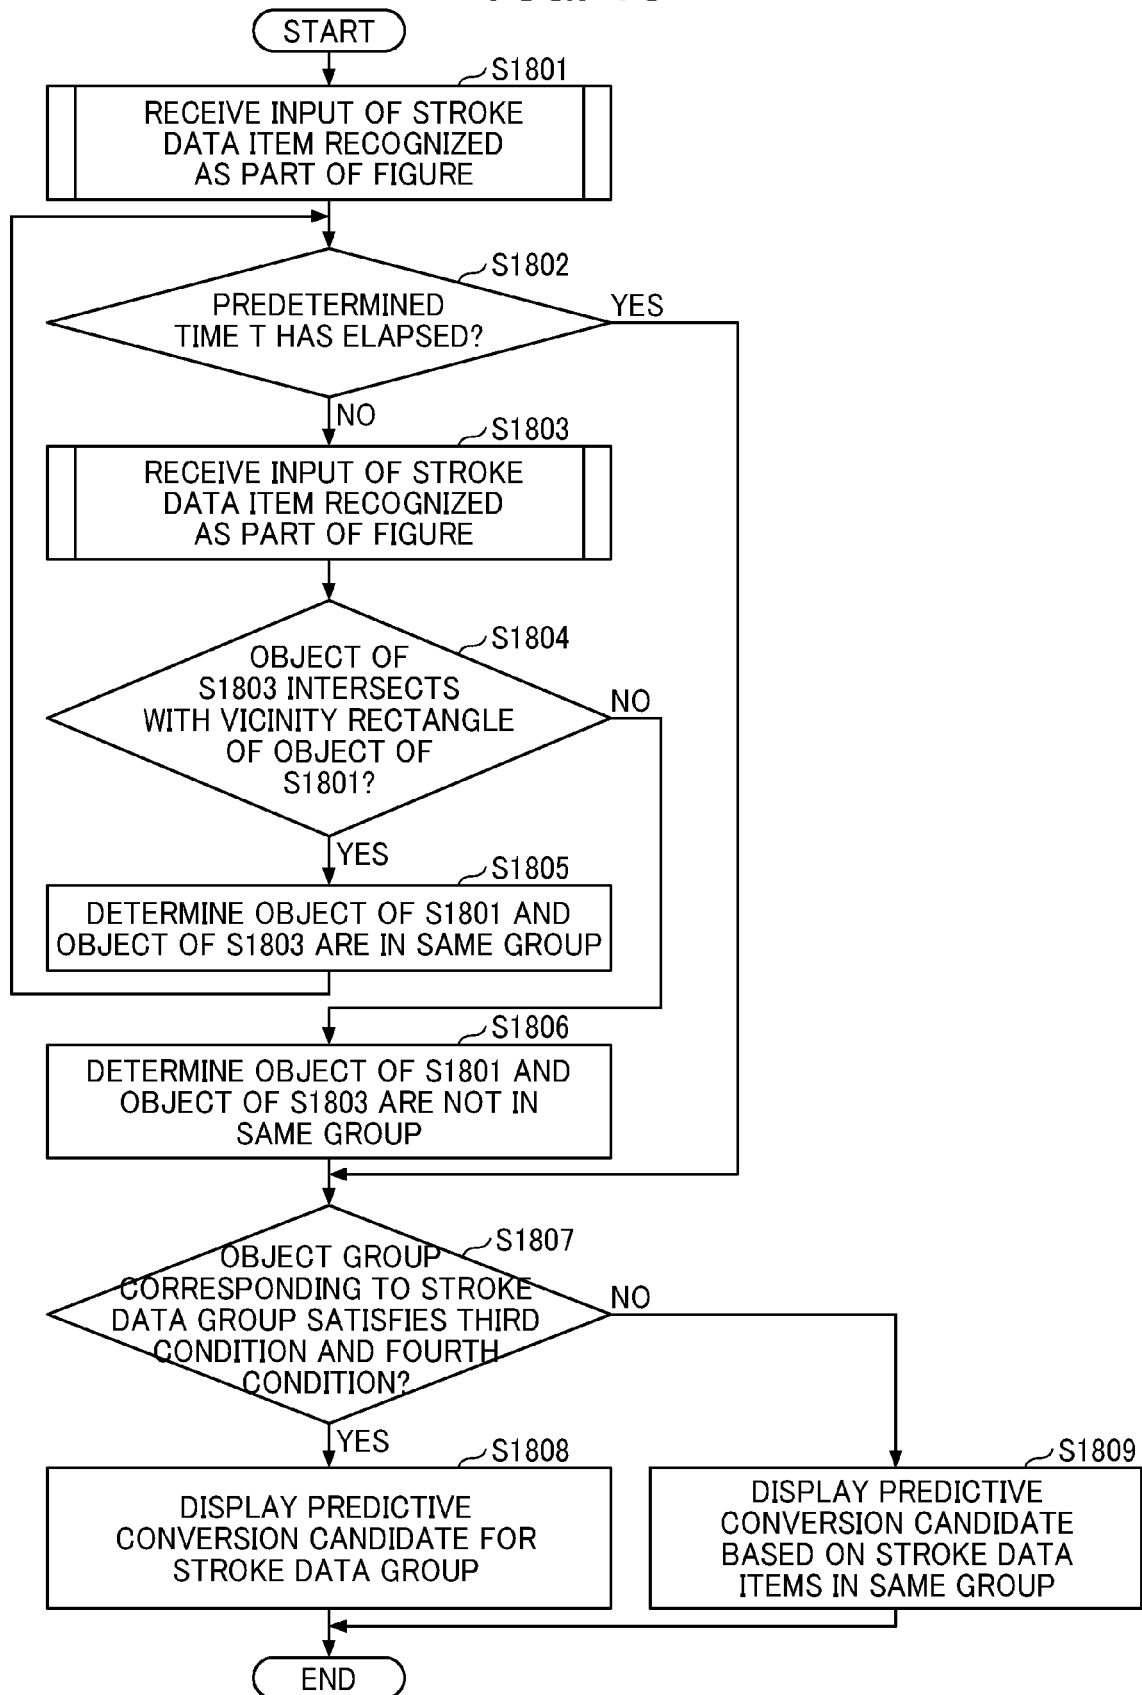 START
S1801
RECEIVE INPUT OF STROKE
DATA ITEM RECOGNIZED
AS PART OF FIGURE
S1802
PREDETERMINED
TIME T HAS ELAPSED?
YES
NO
S1803
RECEIVE INPUT OF STROKE
DATA ITEM RECOGNIZED
AS PART OF FIGURE
S1804
OBJECT OF
S1803 INTERSECTS
WITH VICINITY RECTANGLE
OF OBJECT OF
S1801?
NO
YES
S1805
DETERMINE OBJECT OF S1801 AND
OBJECT OF S1803 ARE IN SAME GROUP
S1806
DETERMINE OBJECT OF S1801 AND
OBJECT OF S1803 ARE NOT IN
SAME GROUP
S1807
OBJECT GROUP
CORRESPONDING TO STROKE
DATA GROUP SATISFIES THIRD
CONDITION AND FOURTH
CONDITION?
NO
YES
S1808
DISPLAY PREDICTIVE
CONVERSION CANDIDATE FOR
STROKE DATA GROUP
S1809
DISPLAY PREDICTIVE
CONVERSION CANDIDATE
BASED ON STROKE DATA
ITEMS IN SAME GROUP
END